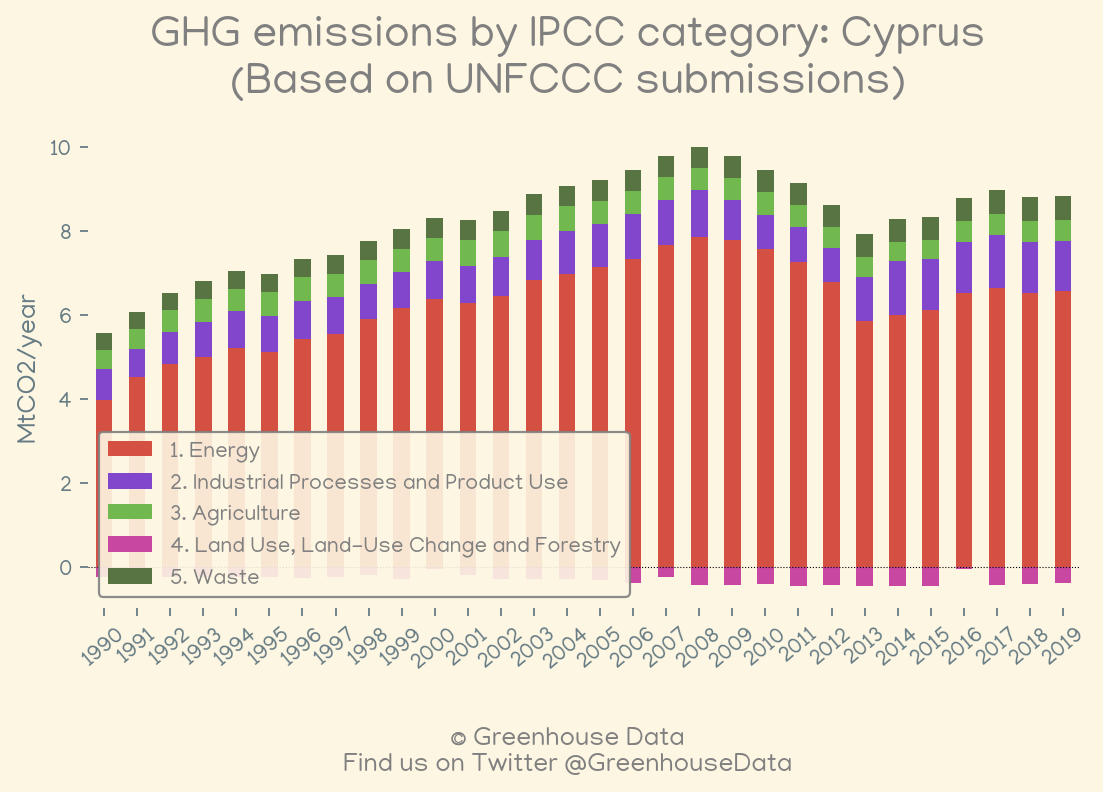 GHG emissions by IPCC category: Cyprus
(Based on UNFCCC submissions)
MtCO2/year
10
8
6
4
2
0
1. Energy
2. Industrial Processes and Product Use
3. Agriculture
4. Land Use, Land-Use Change and Forestry
5. Waste
1990 1991 1992 1993 1994 1995 1996 1997 1998 1999 2000 2001 2002 2003 2004 2005 2006 2007 2008 2009 2010 2011 2012 2013 2014 2015 2016 2017 2018 2019
© Greenhouse Data
Find us on Twitter @GreenhouseData